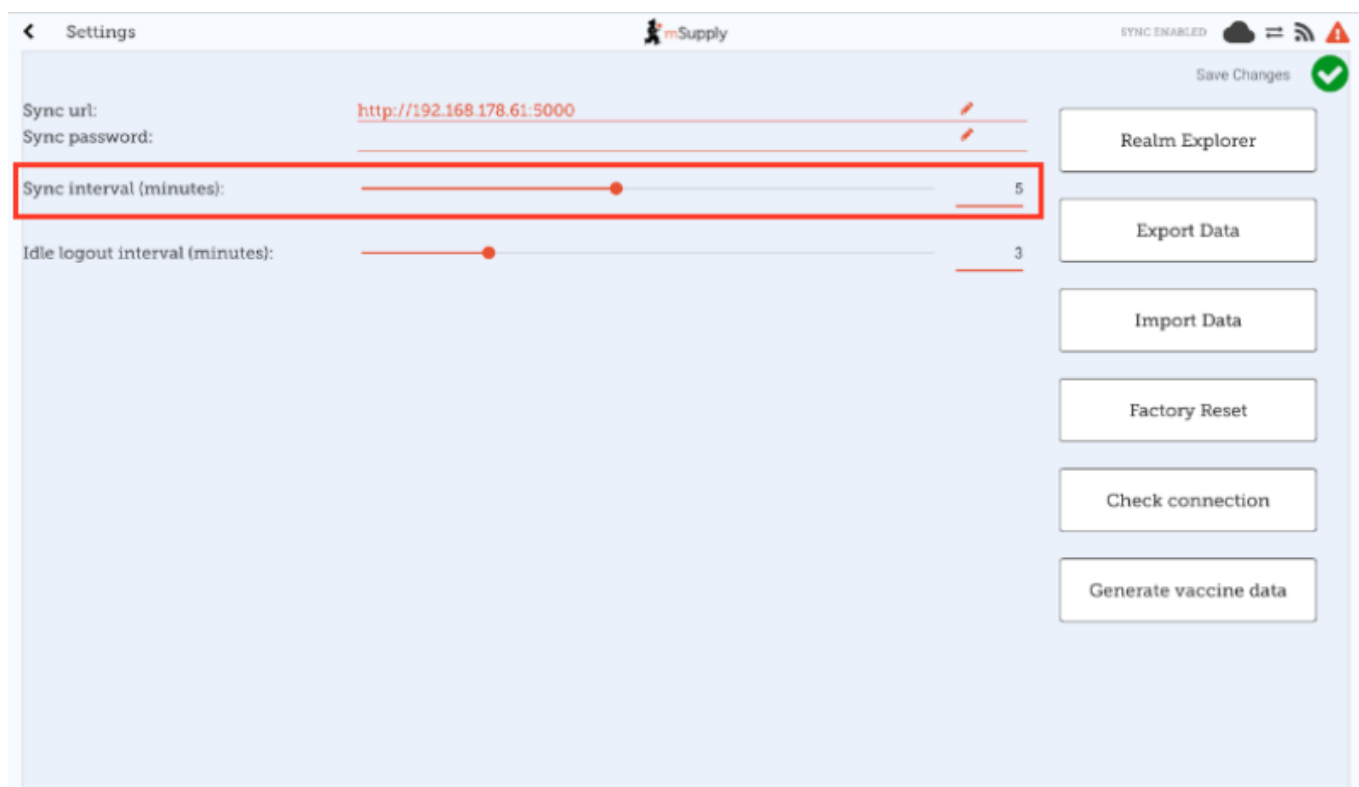 Settings
mSupply
SYNC ENABLED
Save Changes
Sync url: http://192.168.178.61:5000
Sync password:
Sync interval (minutes): 5
Idle logout interval (minutes): 3
Realm Explorer
Export Data
Import Data
Factory Reset
Check connection
Generate vaccine data